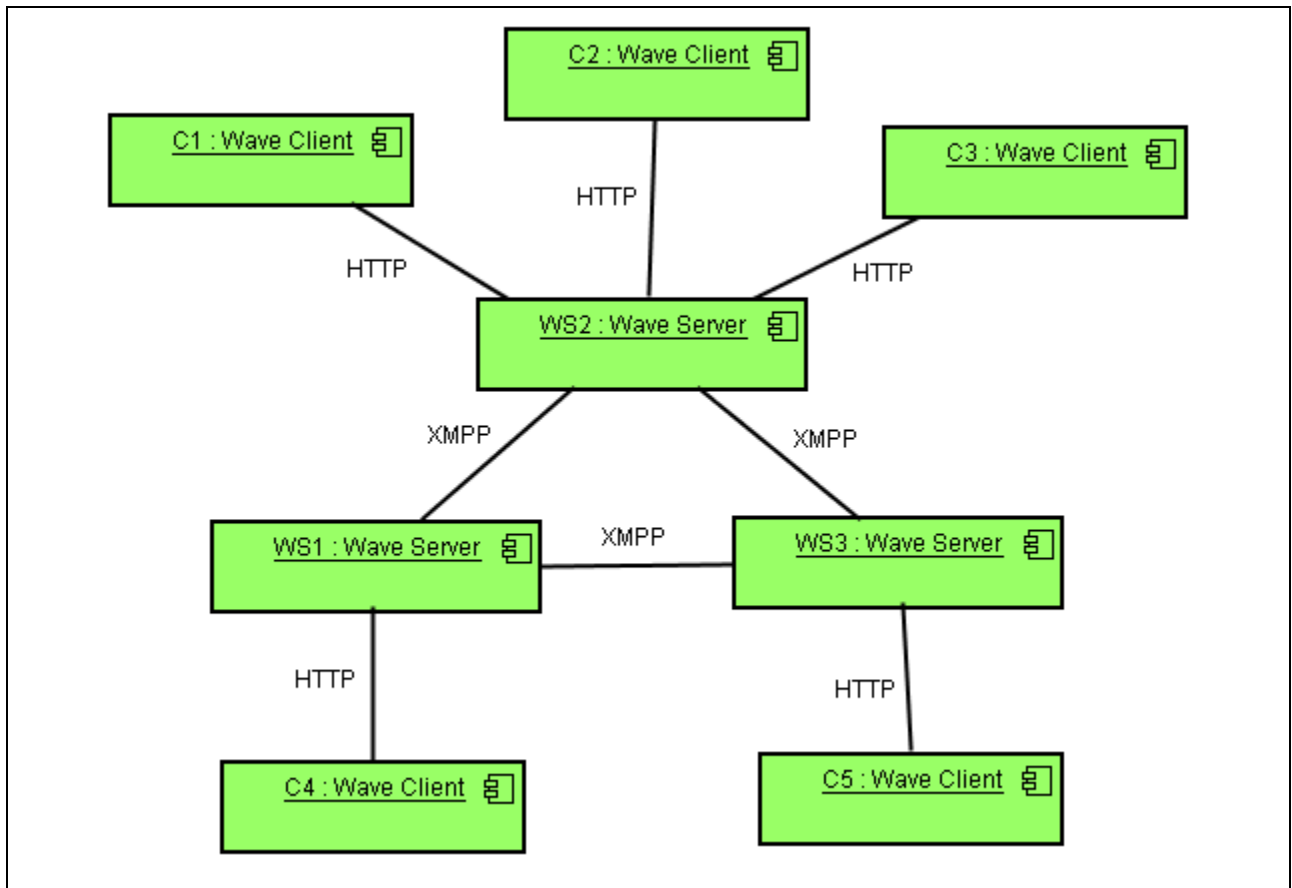 C2 : Wave Client
C1 : Wave Client
C3 : Wave Client
HTTP
HTTP
HTTP
WS2 : Wave Server
XMPP
XMPP
WS1 : Wave Server
XMPP
WS3 : Wave Server
HTTP
HTTP
C4 : Wave Client
C5 : Wave Client